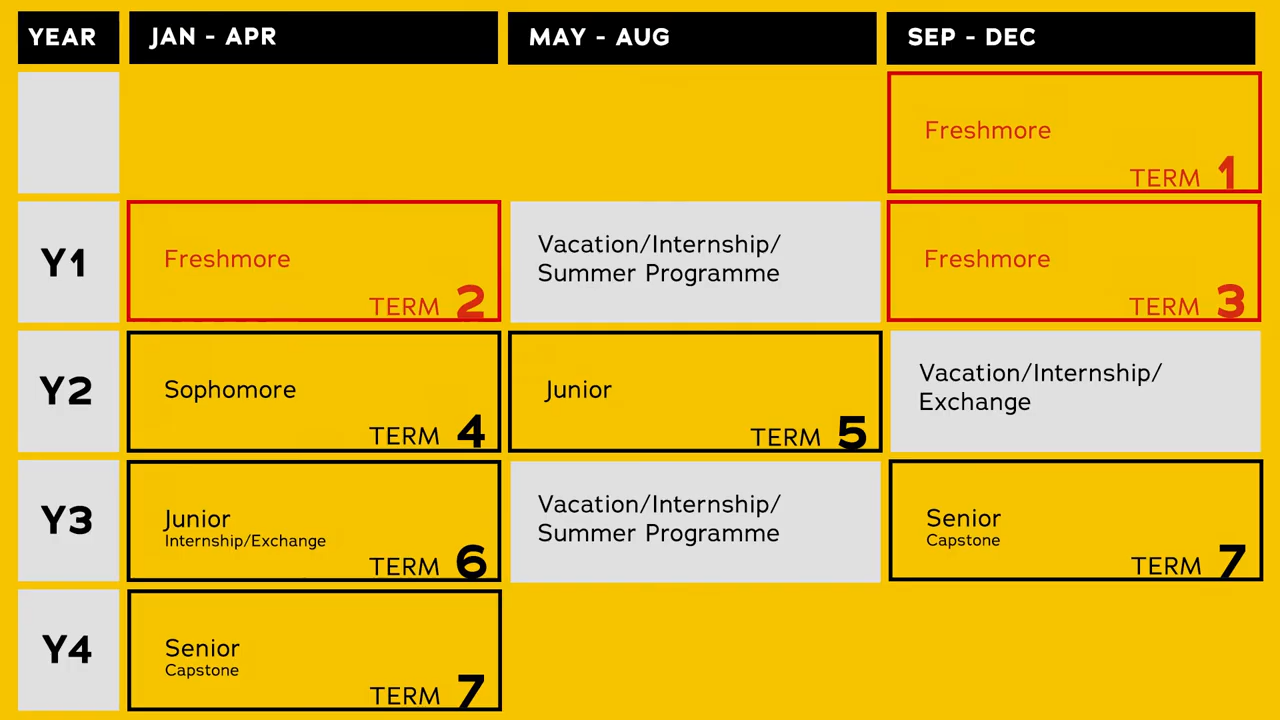 YEAR
JAN - APR
MAY - AUG
SEP - DEC
Freshmore
TERM 1
Y1
Freshmore
TERM 2
Vacation/Internship/
Summer Programme
Freshmore
TERM 3
Y2
Sophomore
TERM 4
Junior
TERM 5
Vacation/Internship/
Exchange
Y3
Junior
Internship/Exchange
TERM 6
Vacation/Internship/
Summer Programme
Senior
Capstone
TERM 7
Y4
Senior
Capstone
TERM 7